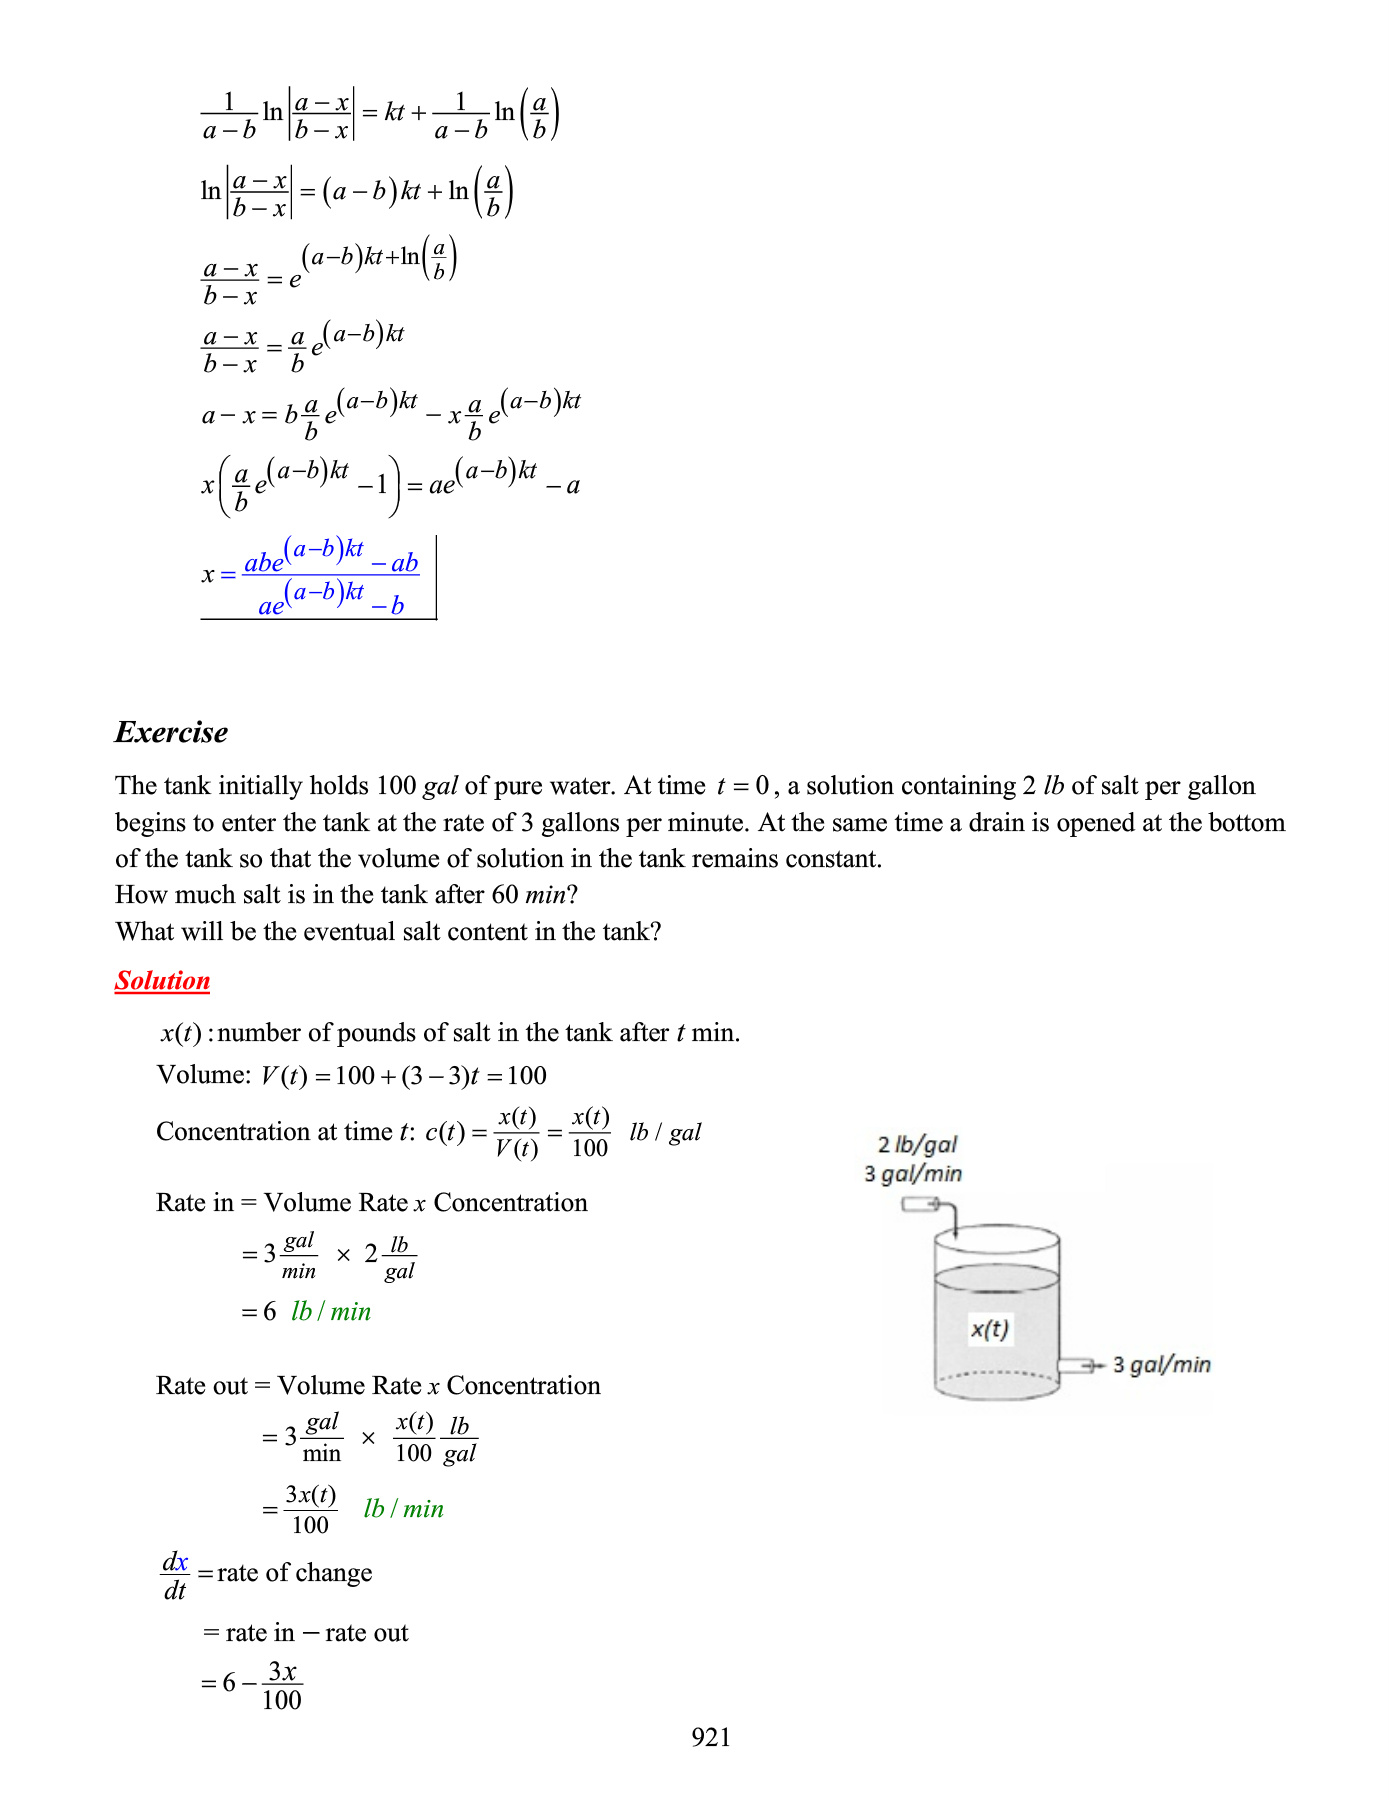 \frac{1}{a-b} \ln\left|\frac{a-x}{b-x}\right| = kt + \frac{1}{a-b} \ln\left(\frac{a}{b}\right)
\ln\left|\frac{a-x}{b-x}\right| = (a-b)kt + \ln\left(\frac{a}{b}\right)
\frac{a-x}{b-x} = e^{(a-b)kt + \ln\left(\frac{a}{b}\right)}
\frac{a-x}{b-x} = \frac{a}{b} e^{(a-b)kt}
a - x = b\frac{a}{b} e^{(a-b)kt} - x\frac{a}{b} e^{(a-b)kt}
x\left(\frac{a}{b} e^{(a-b)kt} - 1\right) = ae^{(a-b)kt} - a
x = \frac{abe^{(a-b)kt} - ab}{ae^{(a-b)kt} - b}
Exercise
The tank initially holds 100 gal of pure water. At time t = 0, a solution containing 2 lb of salt per gallon
begins to enter the tank at the rate of 3 gallons per minute. At the same time a drain is opened at the bottom
of the tank so that the volume of solution in the tank remains constant.
How much salt is in the tank after 60 min?
What will be the eventual salt content in the tank?
Solution
x(t) : number of pounds of salt in the tank after t min.
Volume: V(t) = 100 + (3 − 3)t = 100
Concentration at time t: c(t) = \frac{x(t)}{V(t)} = \frac{x(t)}{100} lb / gal
Rate in = Volume Rate x Concentration
= 3 \frac{gal}{min} × 2 \frac{lb}{gal}
= 6 lb / min
Rate out = Volume Rate x Concentration
= 3 \frac{gal}{min} × \frac{x(t)}{100} \frac{lb}{gal}
= \frac{3x(t)}{100} lb / min
\frac{dx}{dt} = rate of change
= rate in − rate out
= 6 − \frac{3x}{100}
2 lb/gal
3 gal/min
x(t)
3 gal/min
921